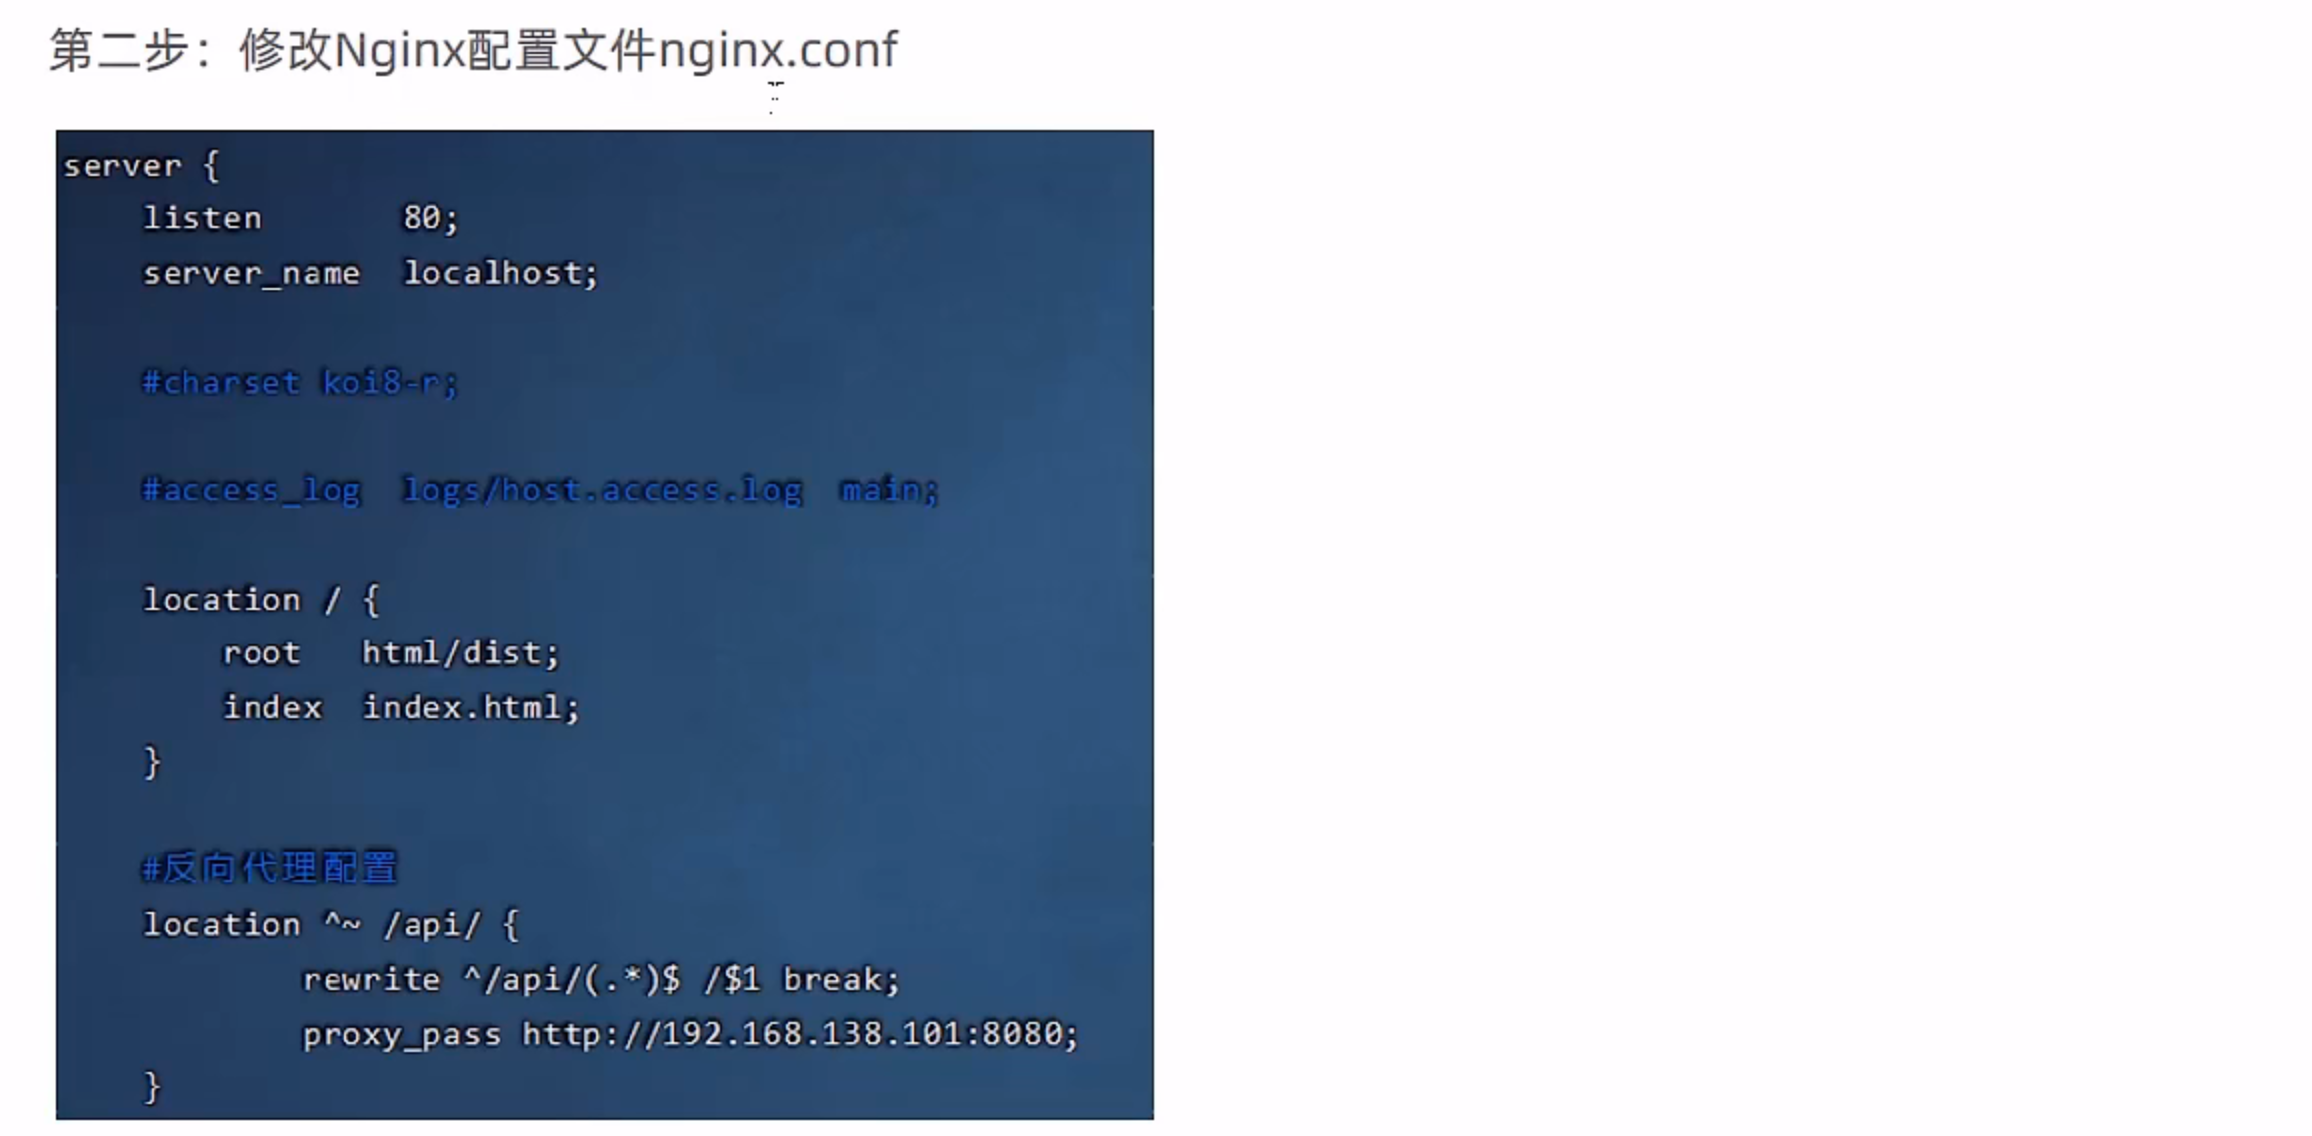 第二步：修改Nginx配置文件nginx.conf
server {
listen       80;
server_name  localhost;
#charset koi8-r;
#access_log  logs/host.access.log  main;
location / {
root   html/dist;
index  index.html;
}
#反向代理配置
location ^~ /api/ {
rewrite ^/api/(.*)$ /$1 break;
proxy_pass http://192.168.138.101:8080;
}